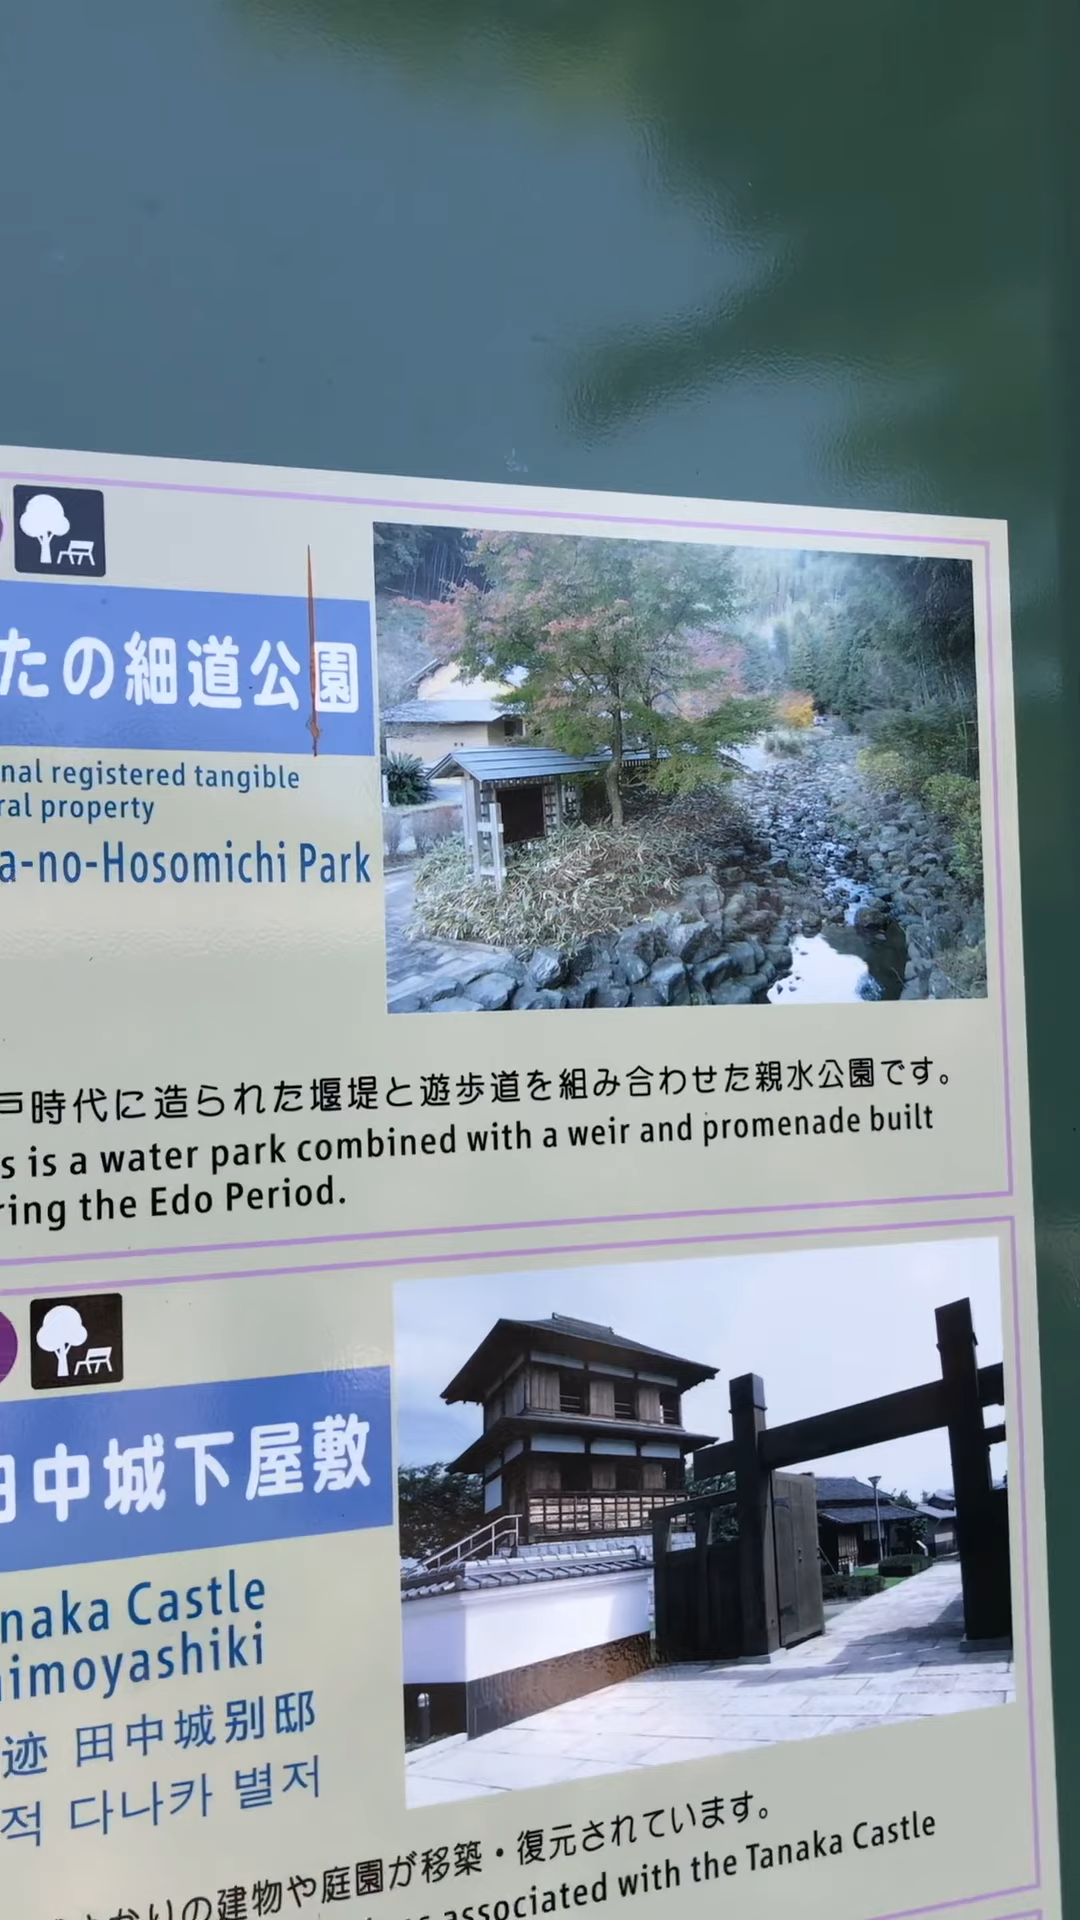 たの細道公園
nal registered tangible
ral property
a-no-Hosomichi Park
戸時代に造られた堰堤と遊歩道を組み合わせた親水公園です。
s is a water park combined with a weir and promenade built
ring the Edo Period.
田中城下屋敷
naka Castle
imoyashiki
迹 田中城别邸
적 다나카 별저
かりの建物や庭園が移築・復元されています。
associated with the Tanaka Castle